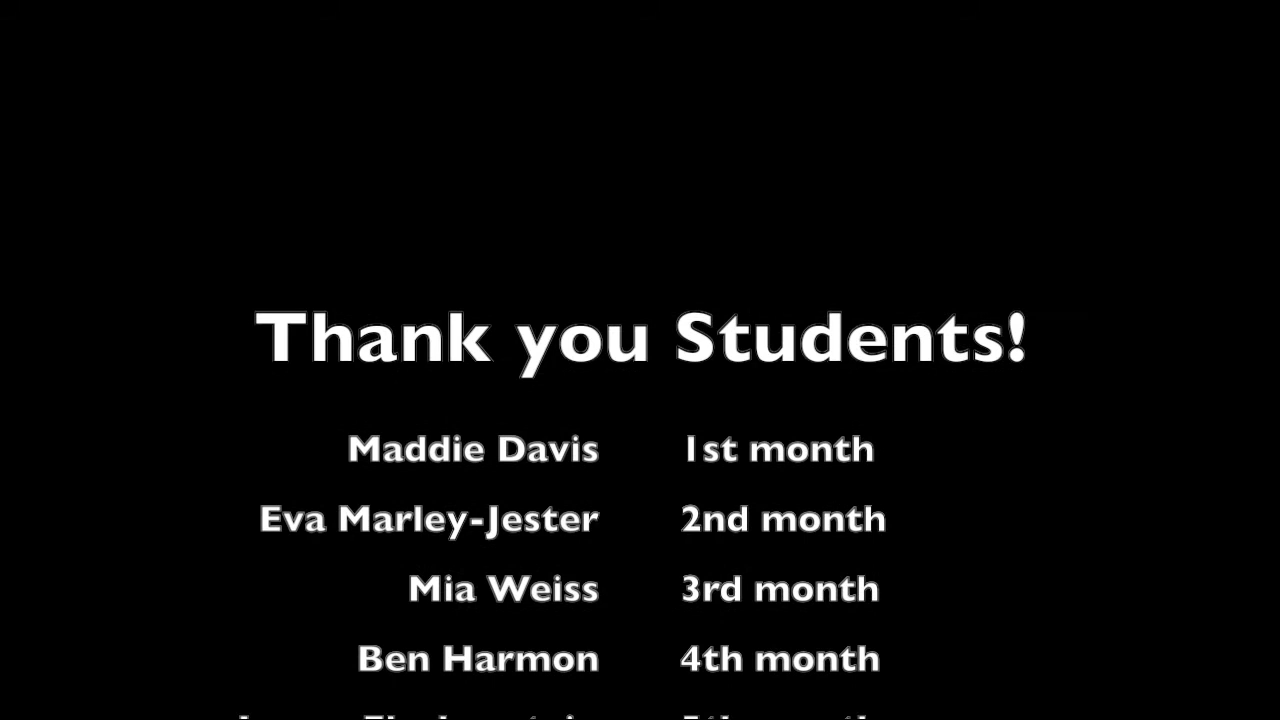 Thank you Students!
Maddie Davis 1st month
Eva Marley-Jester 2nd month
Mia Weiss 3rd month
Ben Harmon 4th month